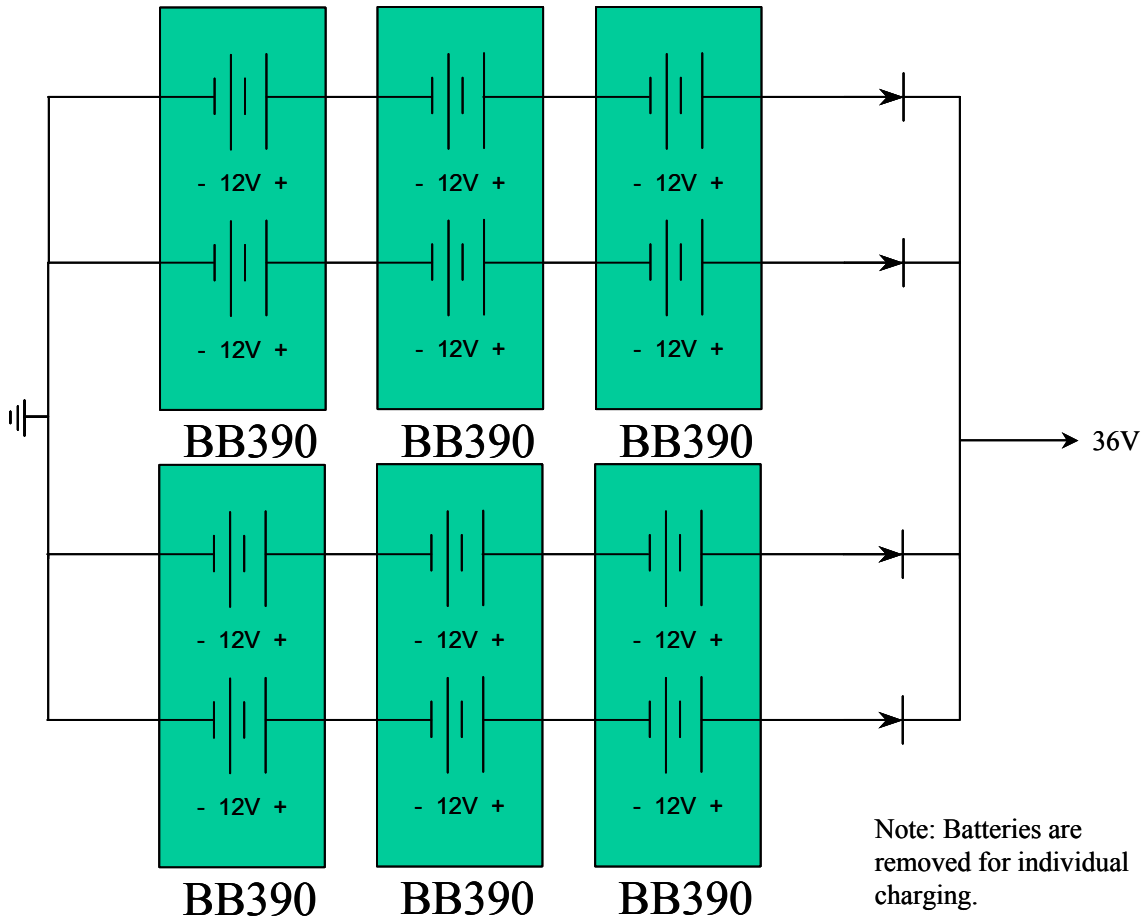 - 12V + - 12V + - 12V +
- 12V + - 12V + - 12V +
BB390 BB390 BB390
36V
- 12V + - 12V + - 12V +
- 12V + - 12V + - 12V +
Note: Batteries are
removed for individual
charging.
BB390 BB390 BB390